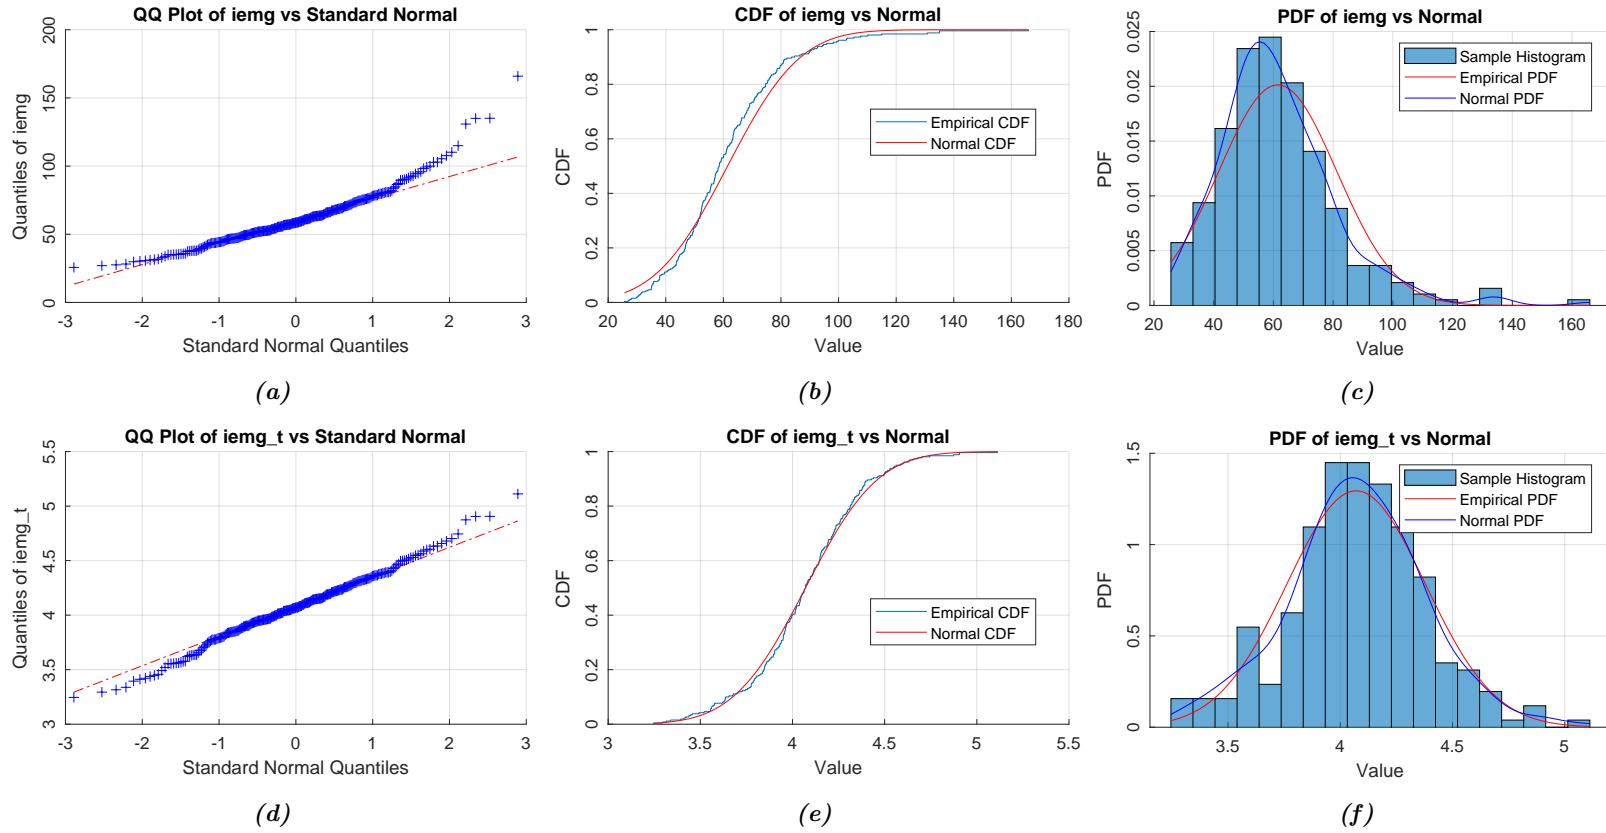 QQ Plot of iemg vs Standard Normal
Quantiles of iemg
200
150
100
50
0
-3 -2 -1 0 1 2 3
Standard Normal Quantiles
(a)
CDF of iemg vs Normal
CDF
1
0.8
0.6
0.4
0.2
0
20 40 60 80 100 120 140 160 180
Value
Empirical CDF
Normal CDF
(b)
PDF of iemg vs Normal
PDF
0.025
0.02
0.015
0.01
0.005
0
20 40 60 80 100 120 140 160
Value
Sample Histogram
Empirical PDF
Normal PDF
(c)
QQ Plot of iemg_t vs Standard Normal
Quantiles of iemg_t
5.5
5
4.5
4
3.5
3
-3 -2 -1 0 1 2 3
Standard Normal Quantiles
(d)
CDF of iemg_t vs Normal
CDF
1
0.8
0.6
0.4
0.2
0
3 3.5 4 4.5 5 5.5
Value
Empirical CDF
Normal CDF
(e)
PDF of iemg_t vs Normal
PDF
1.5
1
0.5
0
3.5 4 4.5 5
Value
Sample Histogram
Empirical PDF
Normal PDF
(f)